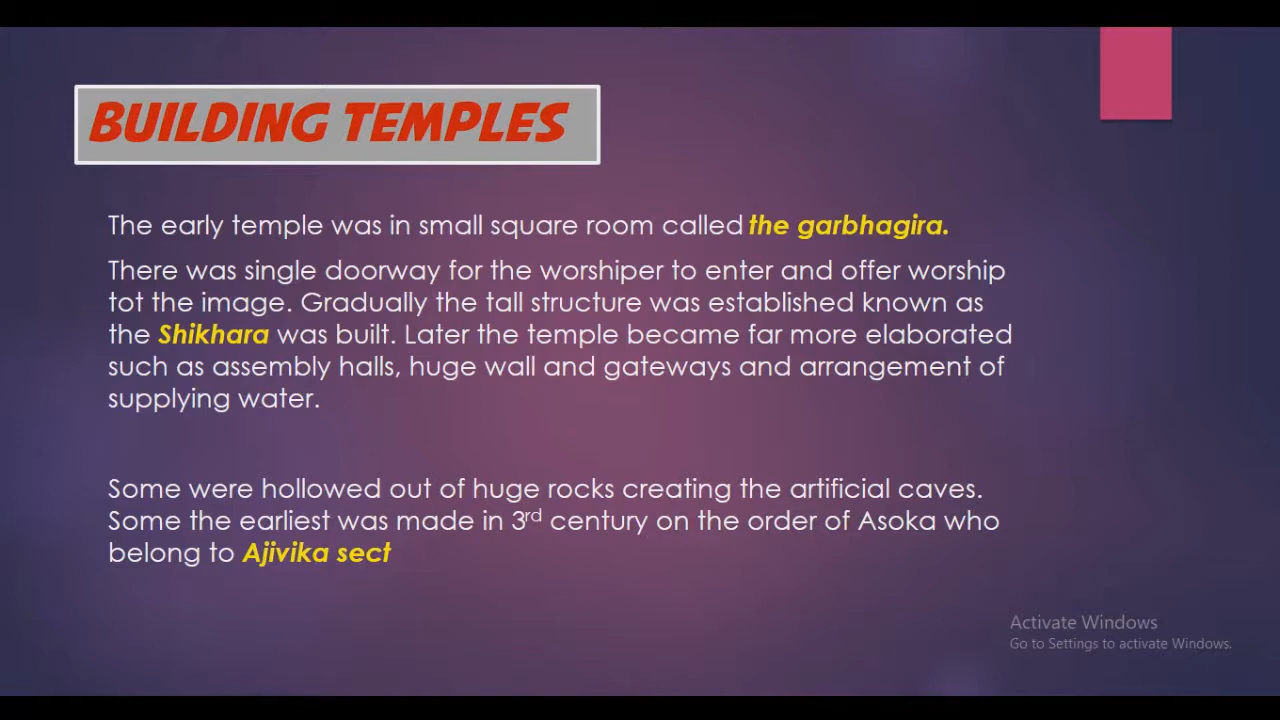 BUILDING TEMPLES
The early temple was in small square room called the garbhagira.
There was single doorway for the worshiper to enter and offer worship
tot the image. Gradually the tall structure was established known as
the Shikhara was built. Later the temple became far more elaborated
such as assembly halls, huge wall and gateways and arrangement of
supplying water.
Some were hollowed out of huge rocks creating the artificial caves.
Some the earliest was made in 3rd century on the order of Asoka who
belong to Ajivika sect
Activate Windows
Go to Settings to activate Windows.